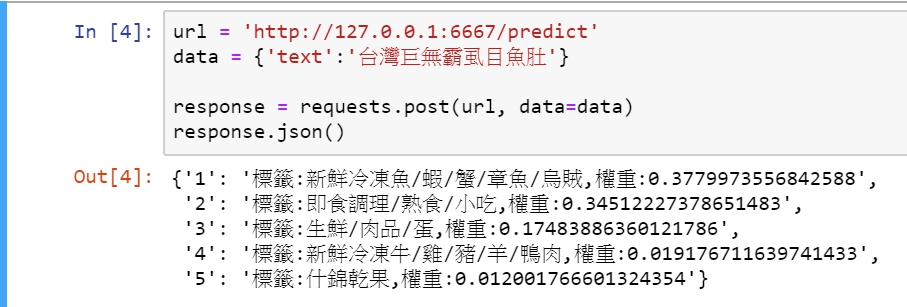 In [4]: url = 'http://127.0.0.1:6667/predict'
data = {'text':'台灣巨無霸虱目魚肚'}
response = requests.post(url, data=data)
response.json()
Out[4]: {'1': '標籤:新鮮冷凍魚/蝦/蟹/章魚/烏賊,權重:0.3779973556842588',
'2': '標籤:即食調理/熟食/小吃,權重:0.34512227378651483',
'3': '標籤:生鮮/肉品/蛋,權重:0.17483886360121786',
'4': '標籤:新鮮冷凍牛/雞/豬/羊/鴨肉,權重:0.019176711639741433',
'5': '標籤:什錦乾果,權重:0.012001766601324354'}